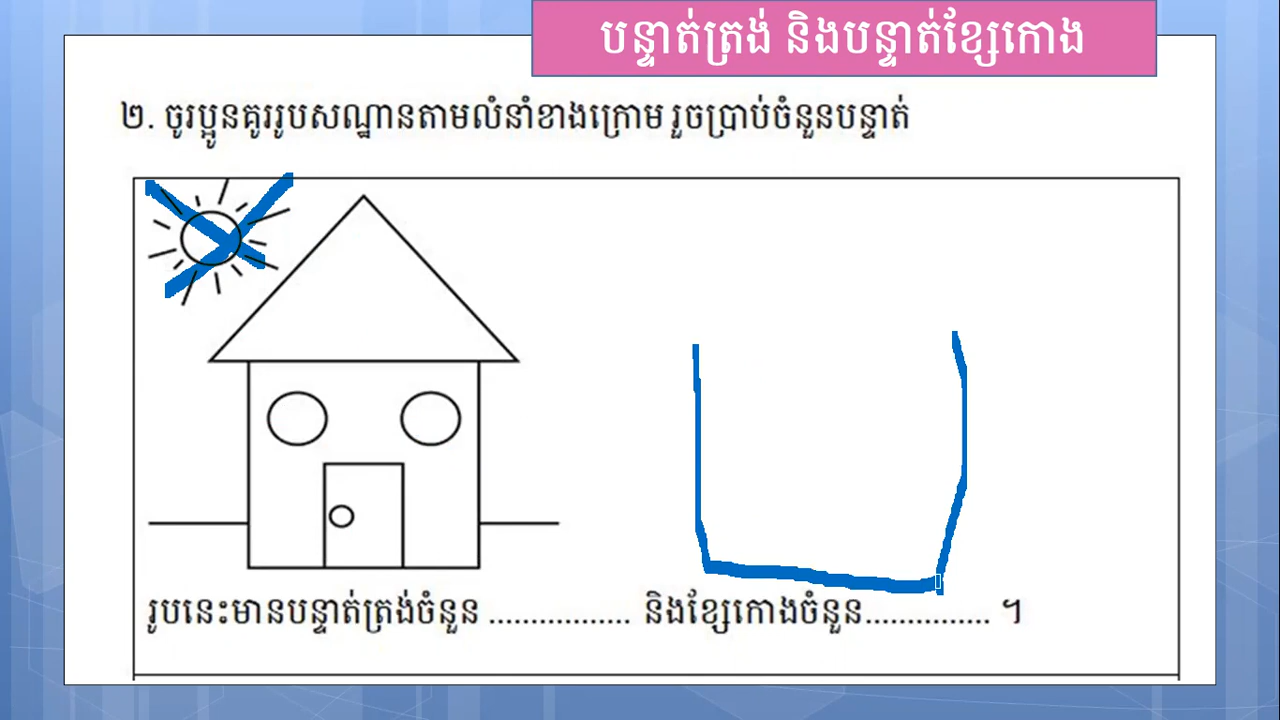 បន្ទាត់ត្រង់ និងបន្ទាត់ខ្សែកោង
២. ចូរប្អូនគូររូបសណ្ឋានតាមលំនាំខាងក្រោម រួចប្រាប់ចំនួនបន្ទាត់
រូបនេះមានបន្ទាត់ត្រង់ចំនួន ................. និងខ្សែកោងចំនួន............... ។